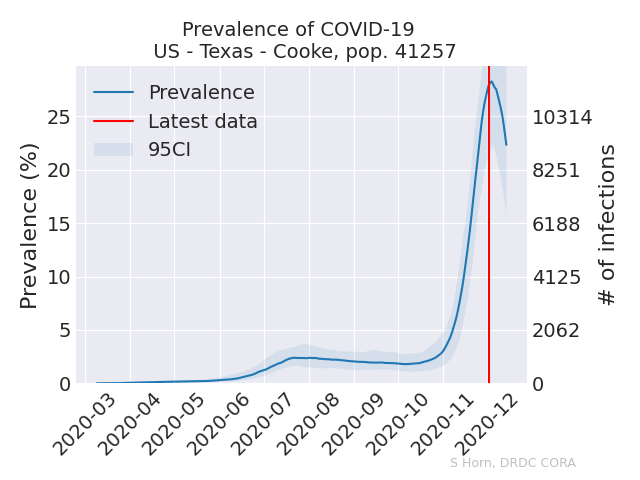 Prevalence of COVID-19
US - Texas - Cooke, pop. 41257
Prevalence
Latest data
95CI
Prevalence (%)
25
20
15
10
5
0
10314
8251
6188
4125
2062
0
# of infections
2020-03
2020-04
2020-05
2020-06
2020-07
2020-08
2020-09
2020-10
2020-11
2020-12
S Horn, DRDC CORA